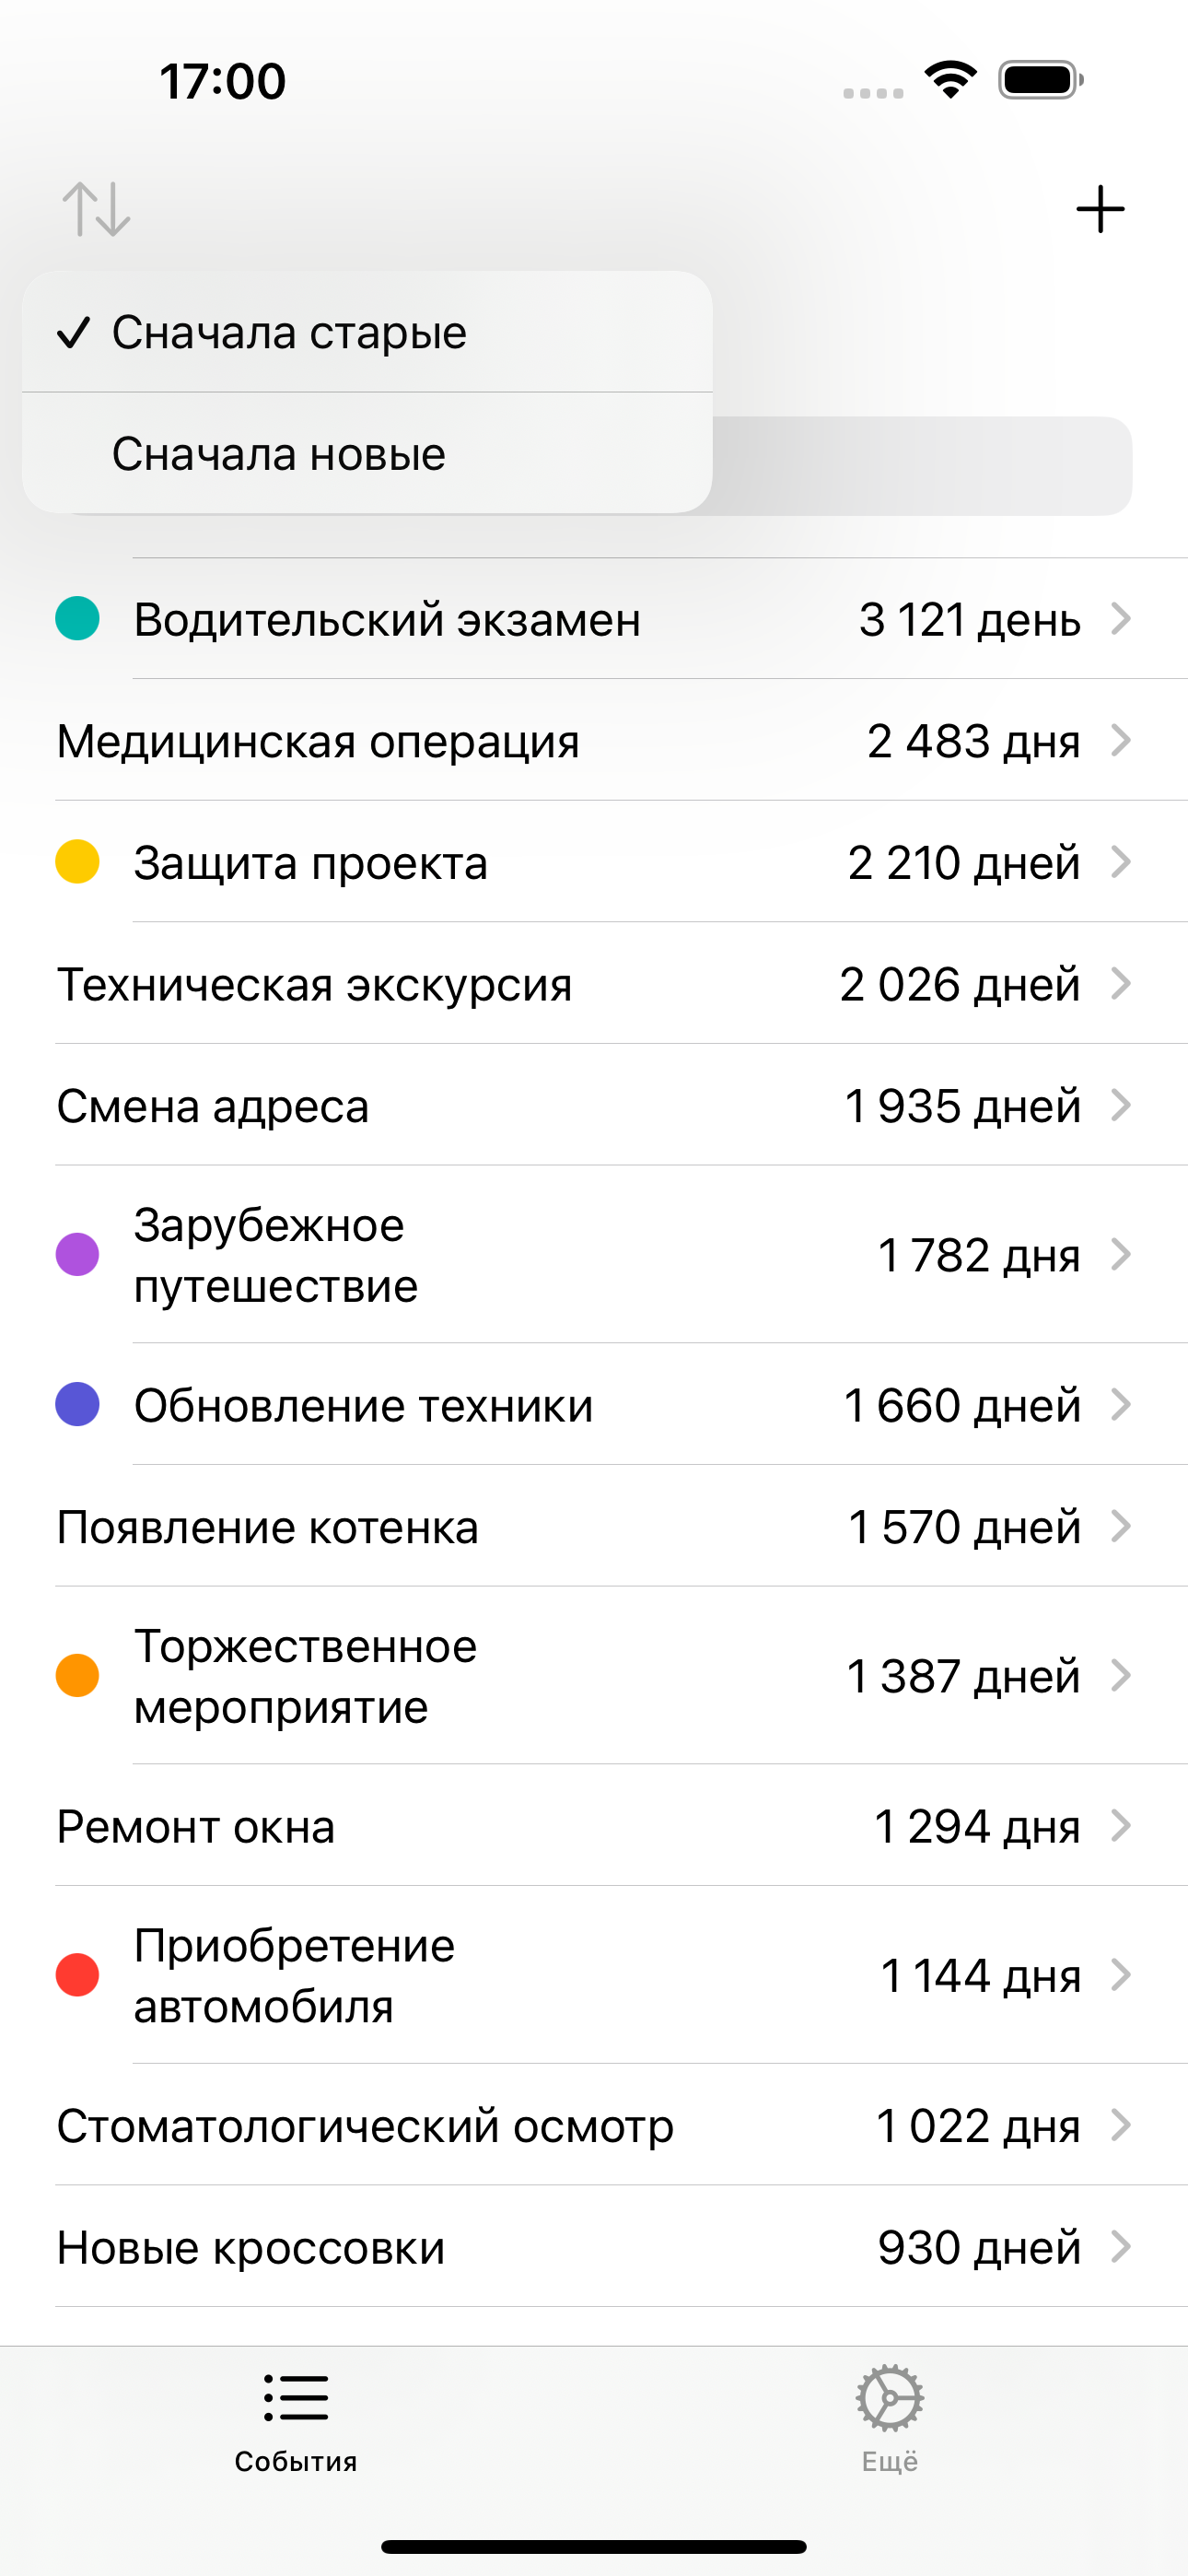 17:00
Сначала старые
Сначала новые
Водительский экзамен 3 121 день
Медицинская операция 2 483 дня
Защита проекта 2 210 дней
Техническая экскурсия 2 026 дней
Смена адреса 1 935 дней
Зарубежное
путешествие 1 782 дня
Обновление техники 1 660 дней
Появление котенка 1 570 дней
Торжественное
мероприятие 1 387 дней
Ремонт окна 1 294 дня
Приобретение
автомобиля 1 144 дня
Стоматологический осмотр 1 022 дня
Новые кроссовки 930 дней
События Ещё